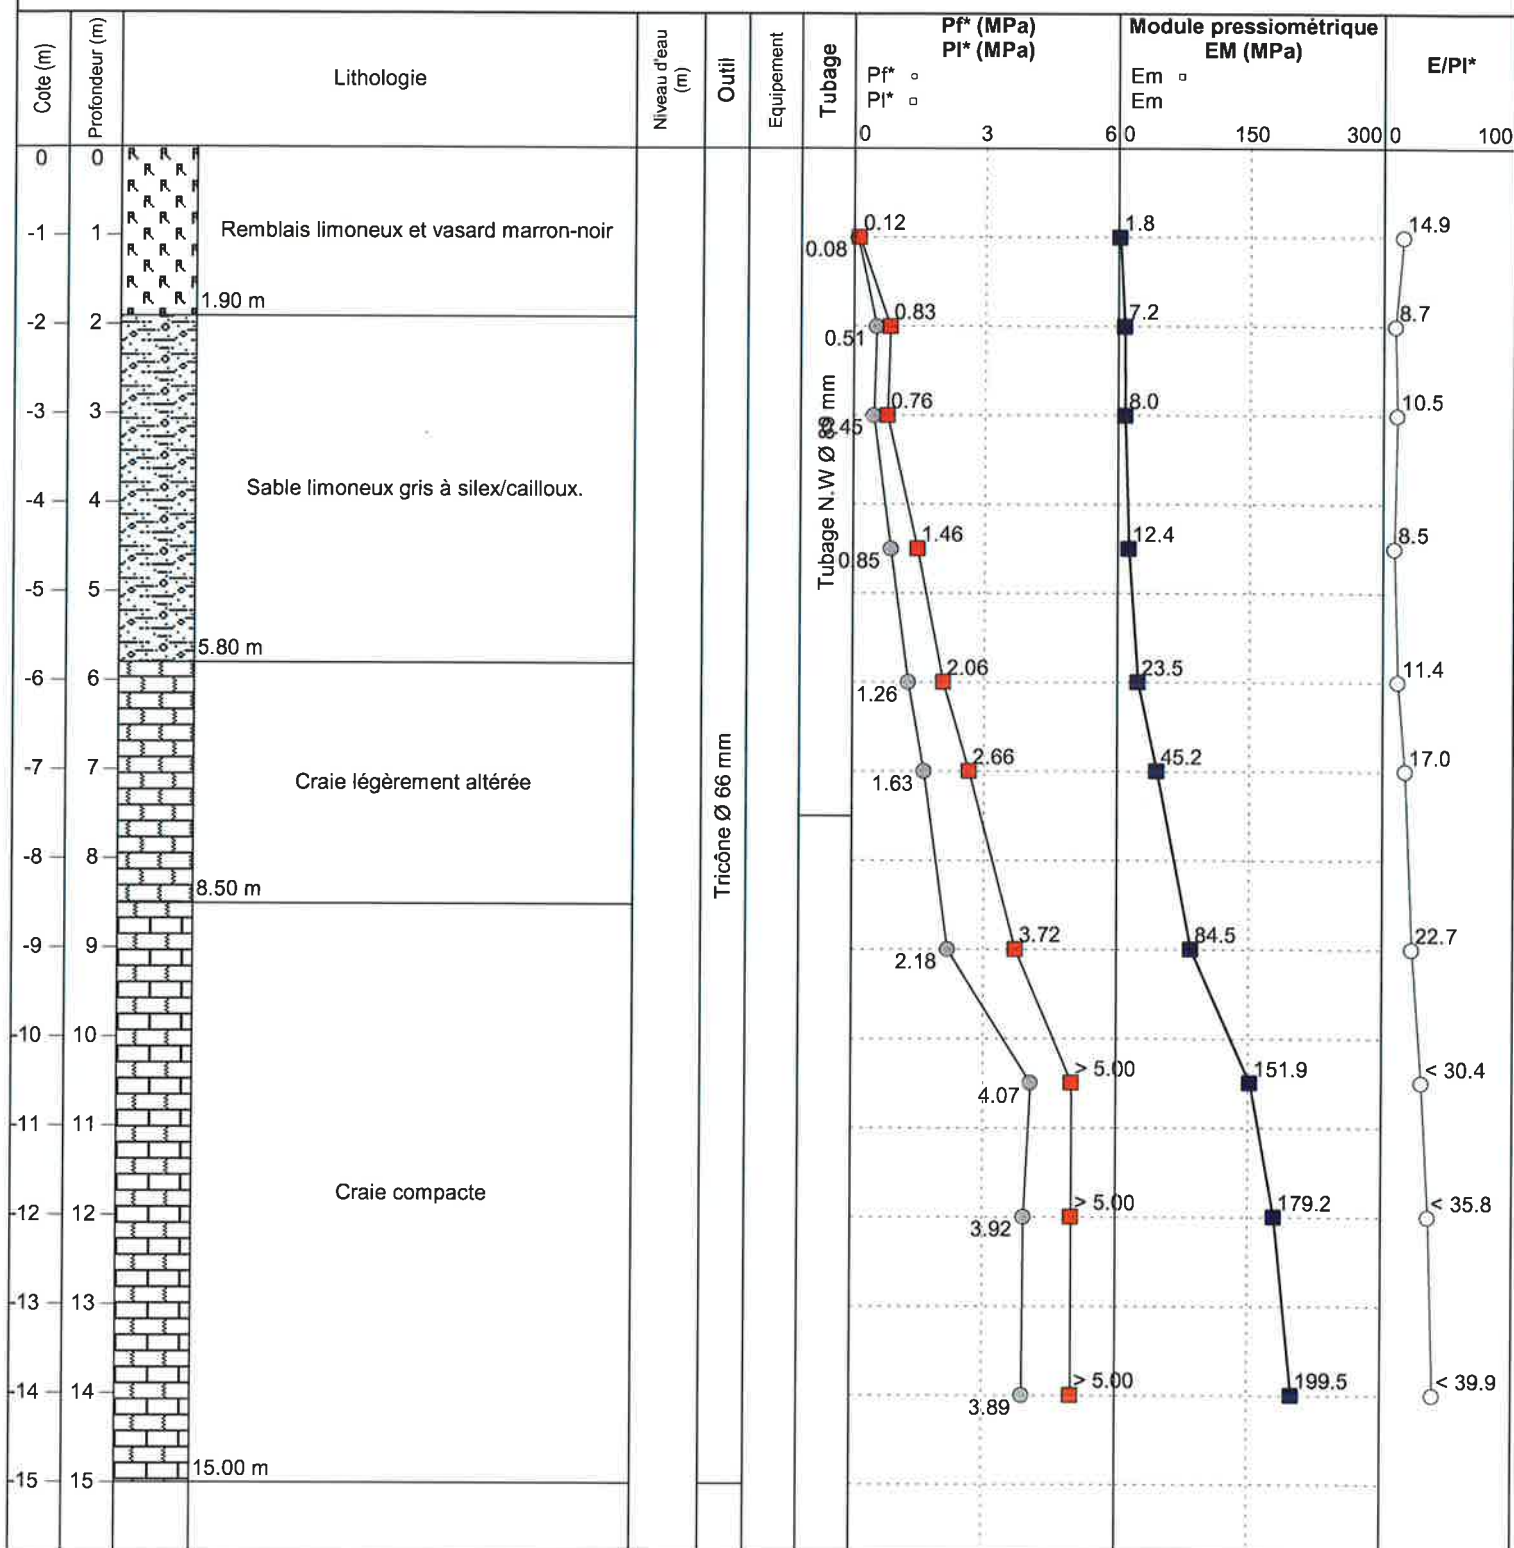 Cote (m)
Profondeur (m)
Lithologie
Niveau d'eau
(m)
Outil
Equipement
Tubage
Pf* (MPa)
Pl* (MPa)
Pf*
Pl*
0 3 6
Module pressiométrique
EM (MPa)
Em
Em
0 150 300
E/Pl*
0 100
0 0
-1 1
-2 2
-3 3
-4 4
-5 5
-6 6
-7 7
-8 8
-9 9
-10 10
-11 11
-12 12
-13 13
-14 14
-15 15
Remblais limoneux et vasard marron-noir
1.90 m
Sable limoneux gris à silex/cailloux.
5.80 m
Craie légèrement altérée
8.50 m
Craie compacte
15.00 m
Tricône Ø 66 mm
Tubage N.W Ø 89 mm
0.12 1.8 14.9
0.08
0.83 7.2 8.7
0.51
0.76 8.0 10.5
0.45
1.46 12.4 8.5
0.85
2.06 23.5 11.4
1.26
2.66 45.2 17.0
1.63
3.72 84.5 22.7
2.18
> 5.00 151.9 < 30.4
4.07
> 5.00 179.2 < 35.8
3.92
> 5.00 199.5 < 39.9
3.89